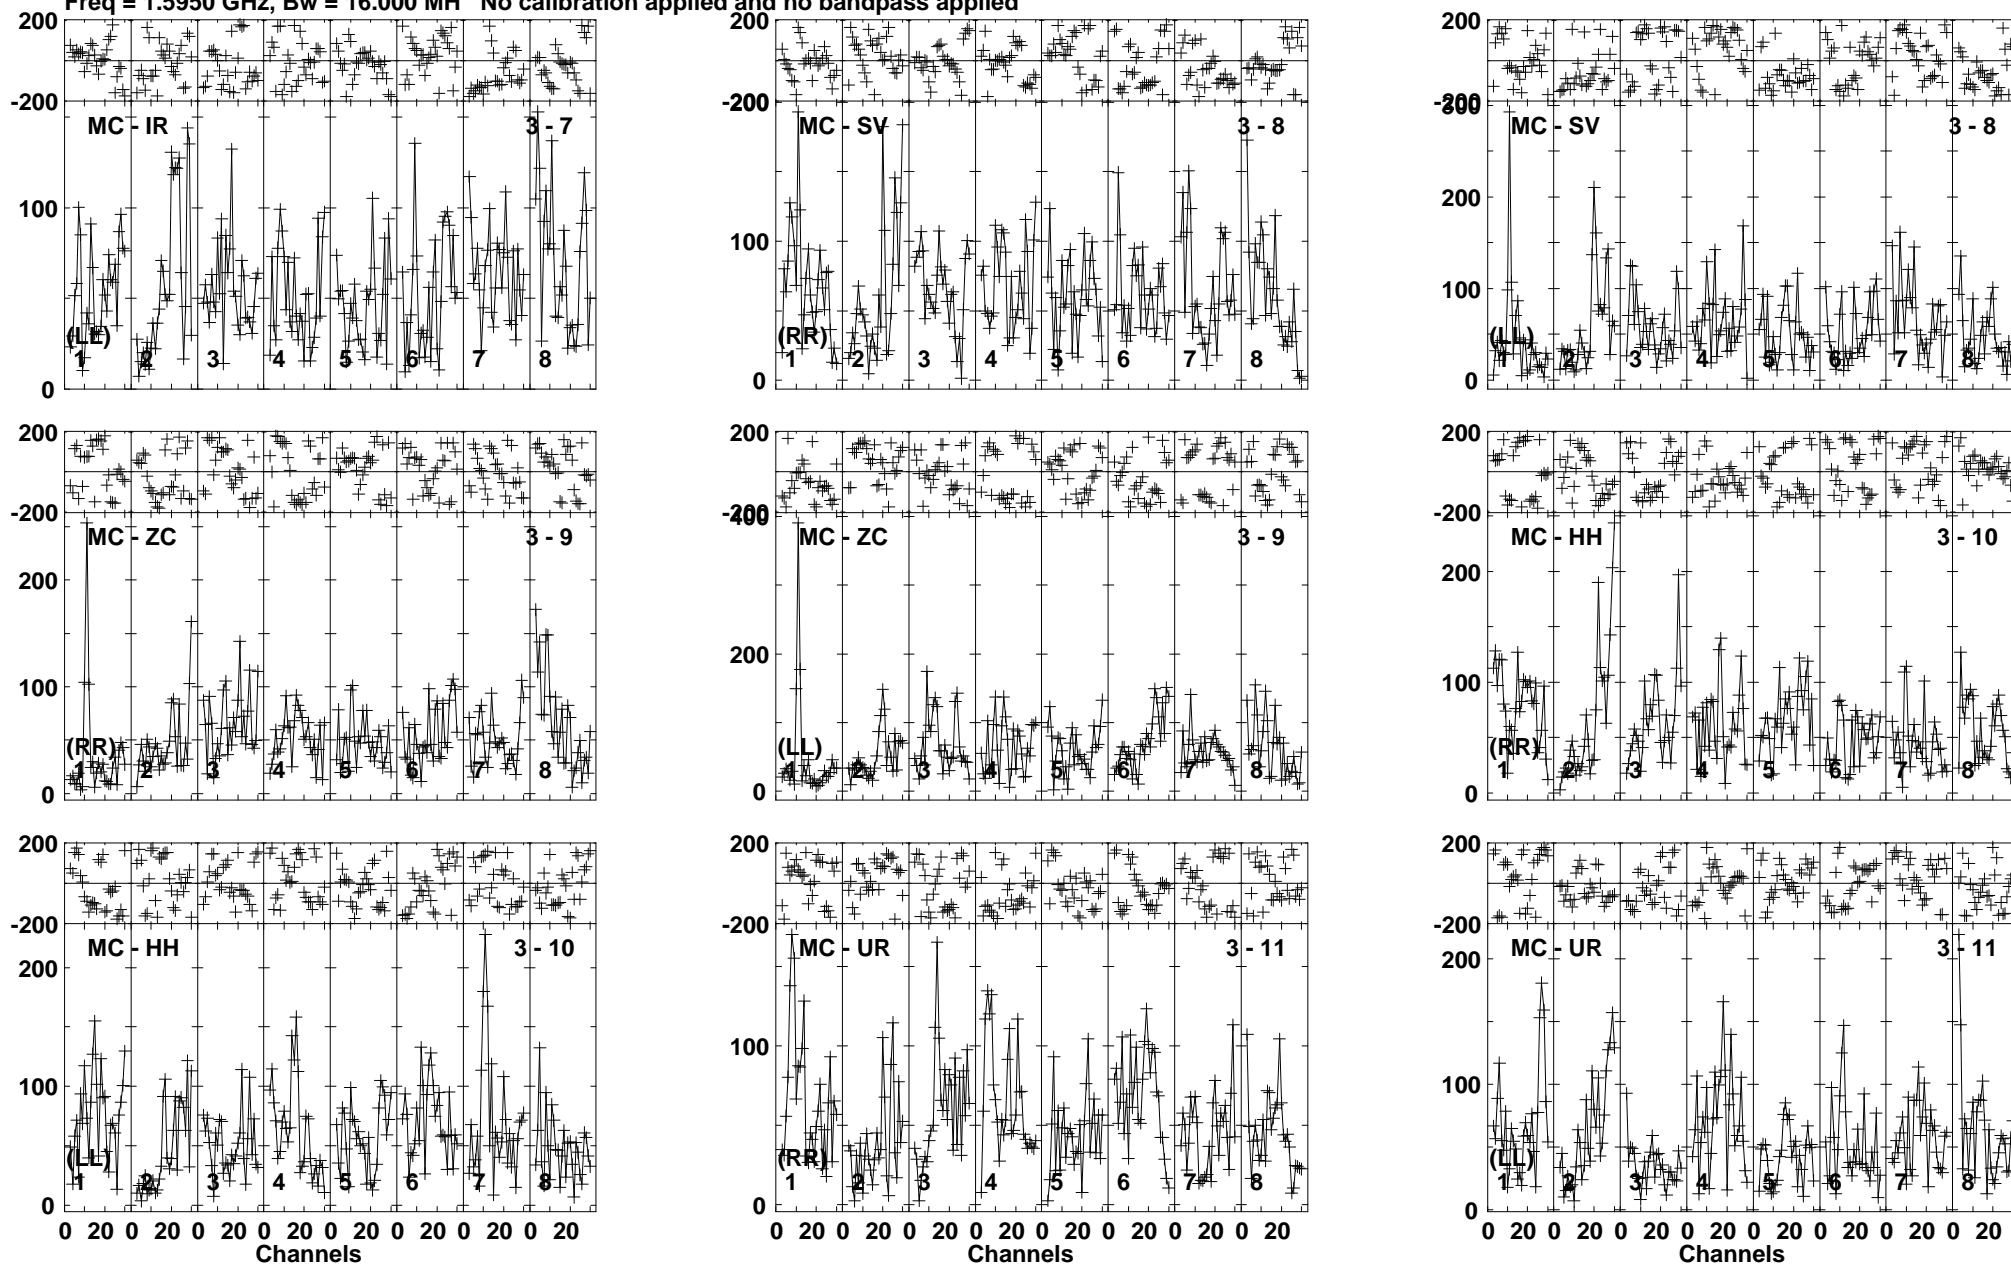 Freq = 1.5950 GHz, Bw = 16.000 MH No calibration applied and no bandpass applied
200 200 200
-200 -200 -200
MC - IR 3 - 7 MC - SV 3 - 8 MC - SV 3 - 8
300
200
100 100 100
(LL) (RR) (LL)
1 2 3 4 5 6 7 8 1 2 3 4 5 6 7 8 1 2 3 4 5 6 7 8
0 0 0
200 200 200
-200 -200 -200
400
MC - ZC 3 - 9 MC - ZC 3 - 9 MC - HH 3 - 10
200 200 200
100 100
(RR) (LL) (RR)
1 2 3 4 5 6 7 8 1 2 3 4 5 6 7 8 1 2 3 4 5 6 7 8
0 0 0
200 200 200
-200 -200 -200
MC - HH 3 - 10 MC - UR 3 - 11 MC - UR 3 - 11
200 200
100 100 100
(LL) (RR) (LL)
1 2 3 4 5 6 7 8 1 2 3 4 5 6 7 8 1 2 3 4 5 6 7 8
0 0 0
0 20 0 20 0 20 0 20 0 20 0 20 0 20 0 20 0 20 0 20 0 20 0 20 0 20 0 20 0 20 0 20 0 20 0 20 0 20 0 20 0 20 0 20 0 20 0 20
Channels Channels Channels